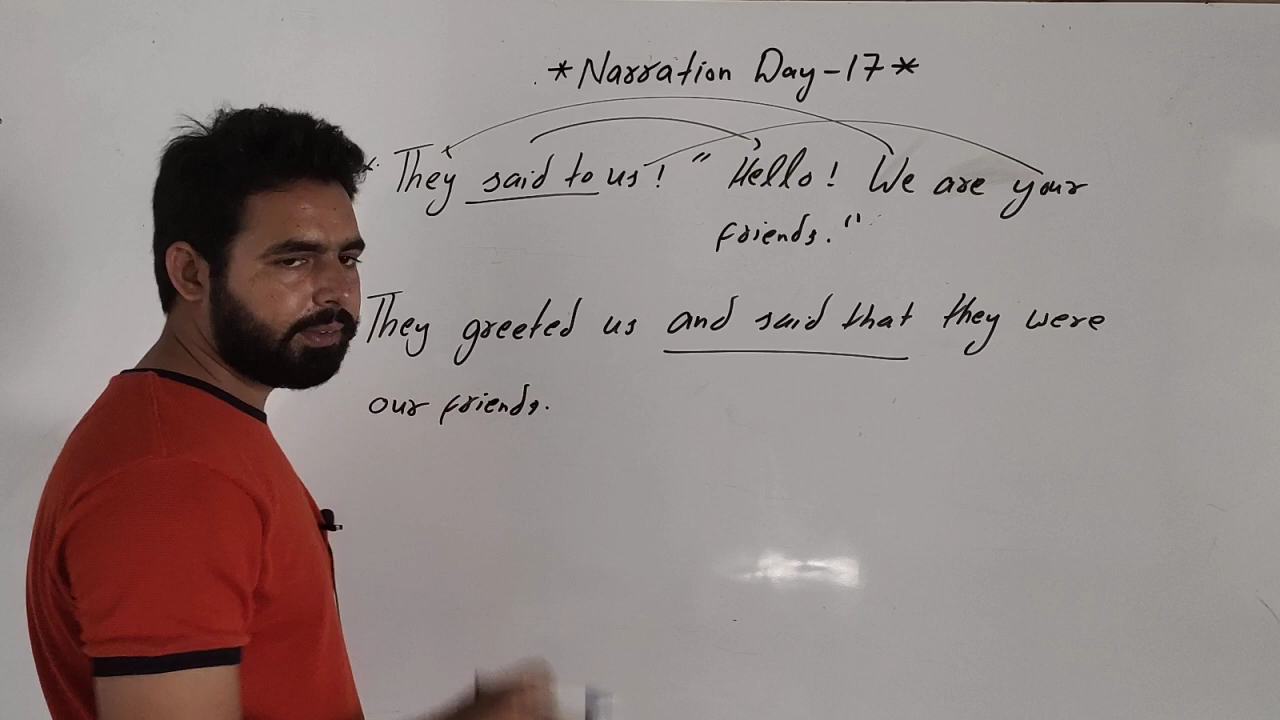 *Narration Day-17*
* They said to us! "Hello! We are your
friends."
They greeted us and said that they were
our friends.